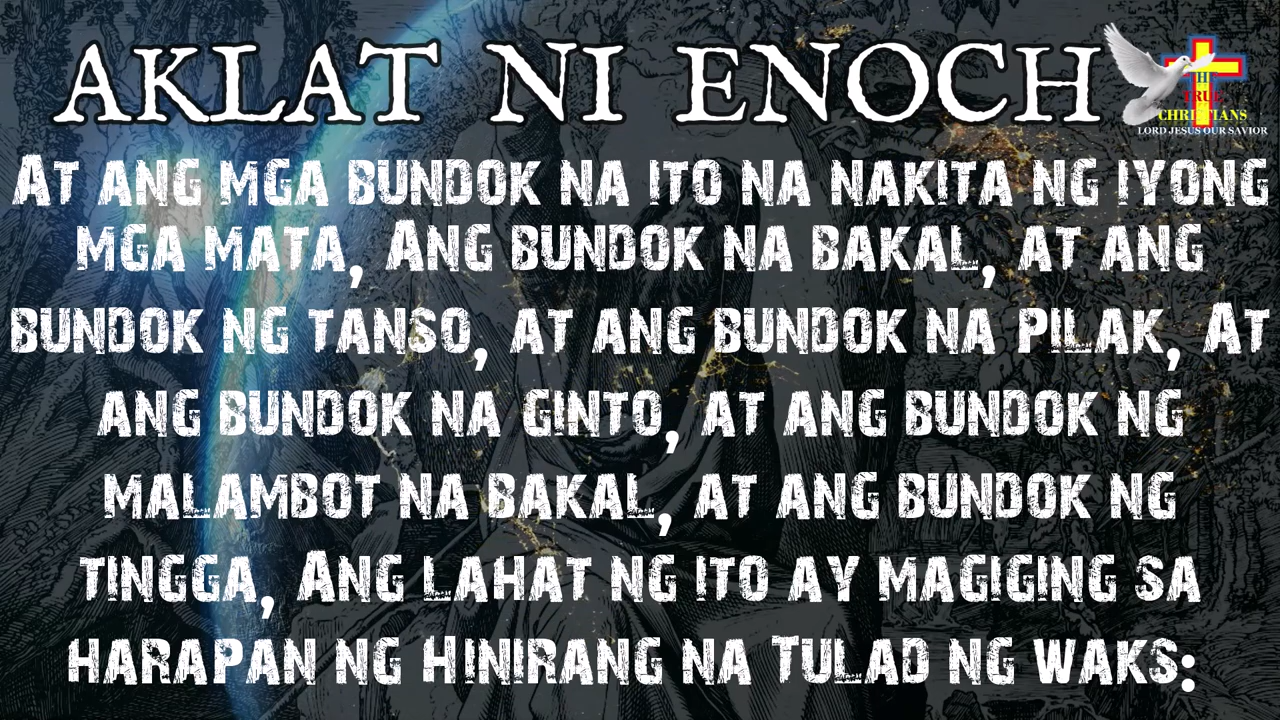 AKLAT NI ENOCH
THE
TRUE
CHRISTIANS
LORD JESUS OUR SAVIOR
At ang mga bundok na ito na nakita ng iyong
mga mata, Ang bundok na bakal, at ang
bundok ng tanso, at ang bundok na pilak, At
ang bundok na ginto, at ang bundok ng
malambot na bakal, at ang bundok ng
tingga, Ang lahat ng ito ay magiging sa
harapan ng Hinirang na Tulad ng waks: